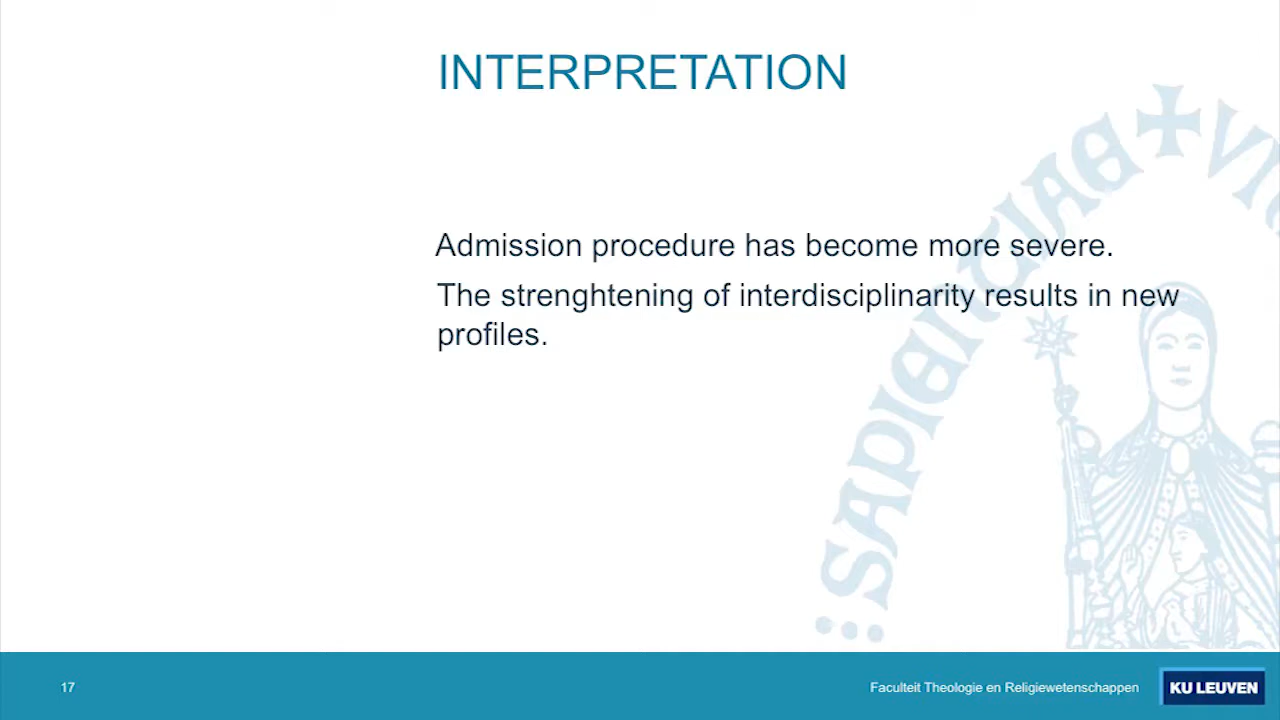 INTERPRETATION
SAPIENTIAE
Admission procedure has become more severe.
The strenghtening of interdisciplinarity results in new
profiles.
17
Faculteit Theologie en Religiewetenschappen
KU LEUVEN